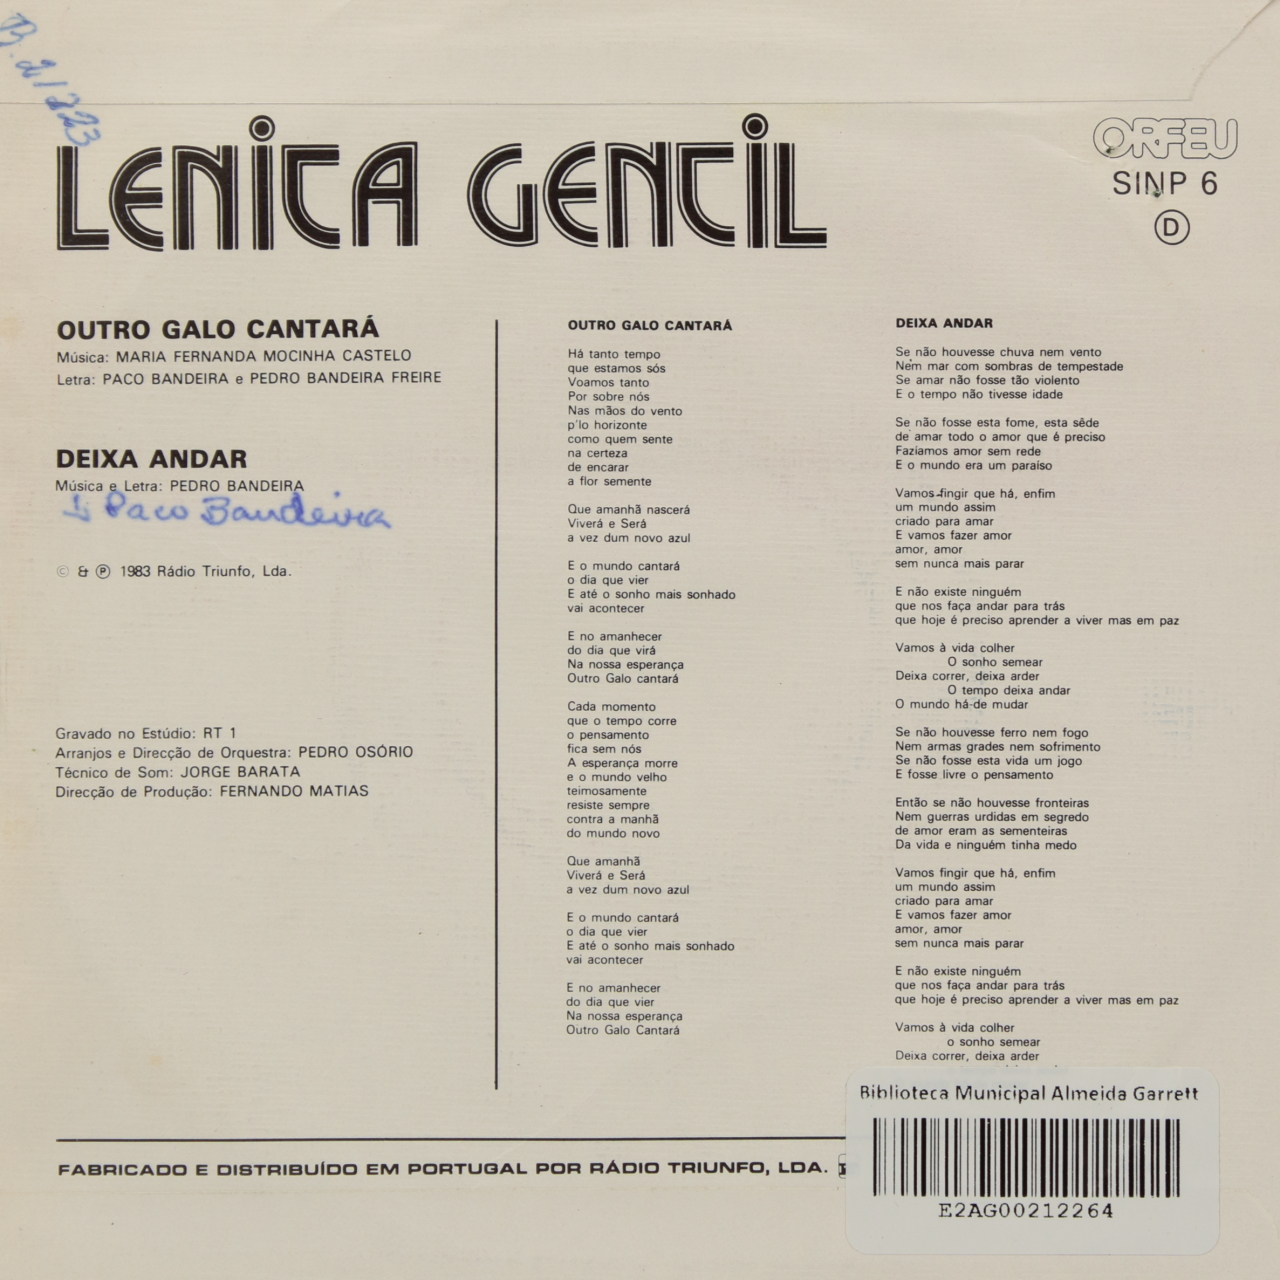 B. 2/223
LENITA GENTIL
ORFEU
SINP 6
D
OUTRO GALO CANTARÁ
Música: MARIA FERNANDA MOCINHA CASTELO
Letra: PACO BANDEIRA e PEDRO BANDEIRA FREIRE
DEIXA ANDAR
Música e Letra: PEDRO BANDEIRA
Paco Bandeira
© & ℗ 1983 Rádio Triunfo, Lda.
Gravado no Estúdio: RT 1
Arranjos e Direcção de Orquestra: PEDRO OSÓRIO
Técnico de Som: JORGE BARATA
Direcção de Produção: FERNANDO MATIAS
OUTRO GALO CANTARÁ
Há tanto tempo
que estamos sós
Voamos tanto
Por sobre nós
Nas mãos do vento
p'lo horizonte
como quem sente
na certeza
de encarar
a flor semente
Que amanhã nascerá
Viverá e Será
a vez dum novo azul
E o mundo cantará
o dia que vier
E até o sonho mais sonhado
vai acontecer
E no amanhecer
do dia que virá
Na nossa esperança
Outro Galo cantará
Cada momento
que o tempo corre
o pensamento
fica sem nós
A esperança morre
e o mundo velho
teimosamente
resiste sempre
contra a manhã
do mundo novo
Que amanhã
Viverá e Será
a vez dum novo azul
E o mundo cantará
o dia que vier
E até o sonho mais sonhado
vai acontecer
E no amanhecer
do dia que vier
Na nossa esperança
Outro Galo Cantará
DEIXA ANDAR
Se não houvesse chuva nem vento
Nem mar com sombras de tempestade
Se amar não fosse tão violento
E o tempo não tivesse idade
Se não fosse esta fome, esta sêde
de amar todo o amor que é preciso
Fazíamos amor sem rede
E o mundo era um paraíso
Vamos fingir que há, enfim
um mundo assim
criado para amar
E vamos fazer amor
amor, amor
sem nunca mais parar
E não existe ninguém
que nos faça andar para trás
que hoje é preciso aprender a viver mas em paz
Vamos à vida colher
O sonho semear
Deixa correr, deixa arder
O tempo deixa andar
O mundo há-de mudar
Se não houvesse ferro nem fogo
Nem armas grades nem sofrimento
Se não fosse esta vida um jogo
E fosse livre o pensamento
Então se não houvesse fronteiras
Nem guerras urdidas em segredo
de amor eram as sementeiras
Da vida e ninguém tinha medo
Vamos fingir que há, enfim
um mundo assim
criado para amar
E vamos fazer amor
amor, amor
sem nunca mais parar
E não existe ninguém
que nos faça andar para trás
que hoje é preciso aprender a viver mas em paz
Vamos à vida colher
o sonho semear
Deixa correr, deixa arder
FABRICADO E DISTRIBUÍDO EM PORTUGAL POR RÁDIO TRIUNFO, LDA.
Biblioteca Municipal Almeida Garrett
E2AG00212264